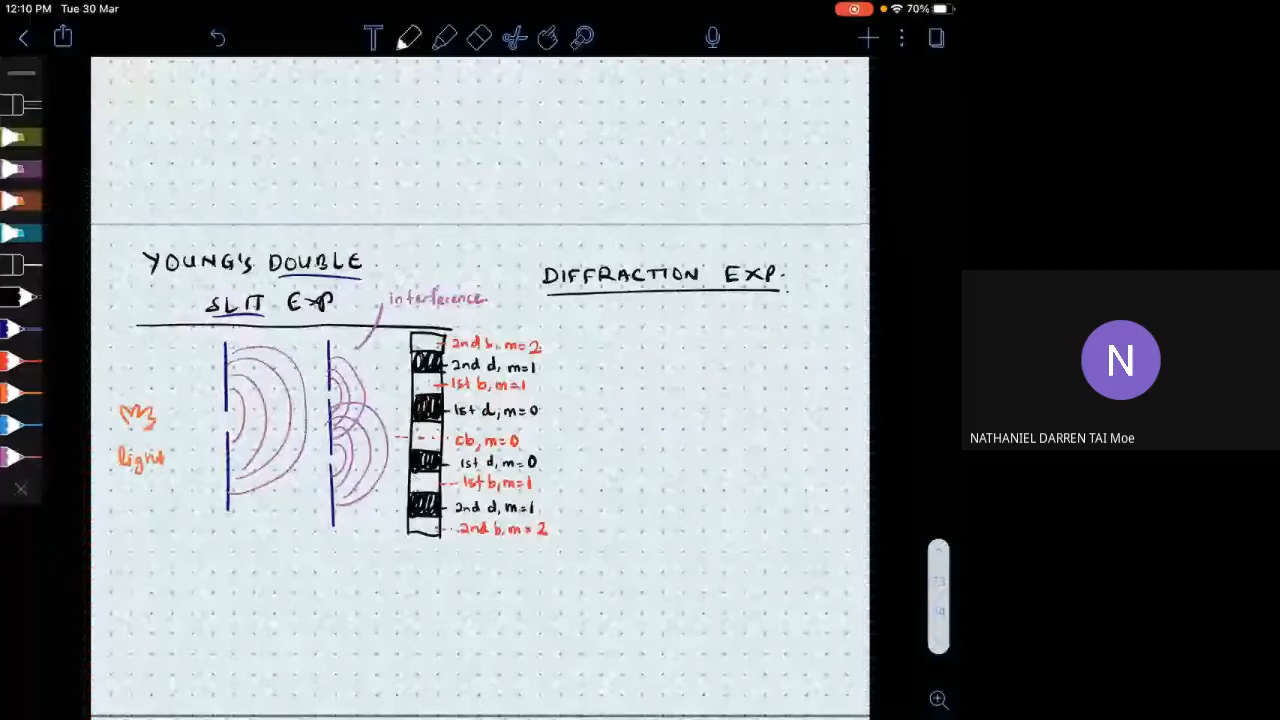 12:10 PM Tue 30 Mar
70%
YOUNG'S DOUBLE
SLIT EXP
DIFFRACTION EXP.
interference
2nd b, m=2
2nd d, m=1
1st b, m=1
1st d, m=0
cb, m=0
1st d, m=0
1st b, m=1
2nd d, m=1
2nd b, m=2
light
N
NATHANIEL DARREN TAI Moe